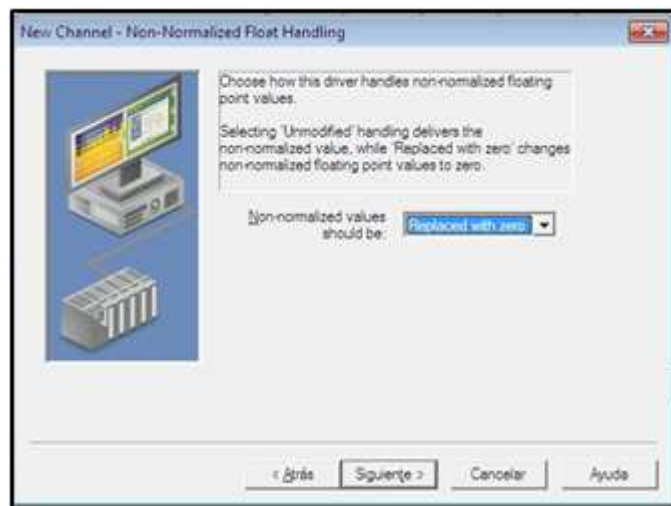 New Channel - Non-Normalized Float Handling
Choose how this driver handles non-normalized floating
point values.
Selecting 'Unmodified' handling delivers the
non-normalized value, while 'Replaced with zero' changes
non-normalized floating point values to zero.
Non-normalized values
should be:
Replaced with zero
< Atrás
Siguiente >
Cancelar
Ayuda